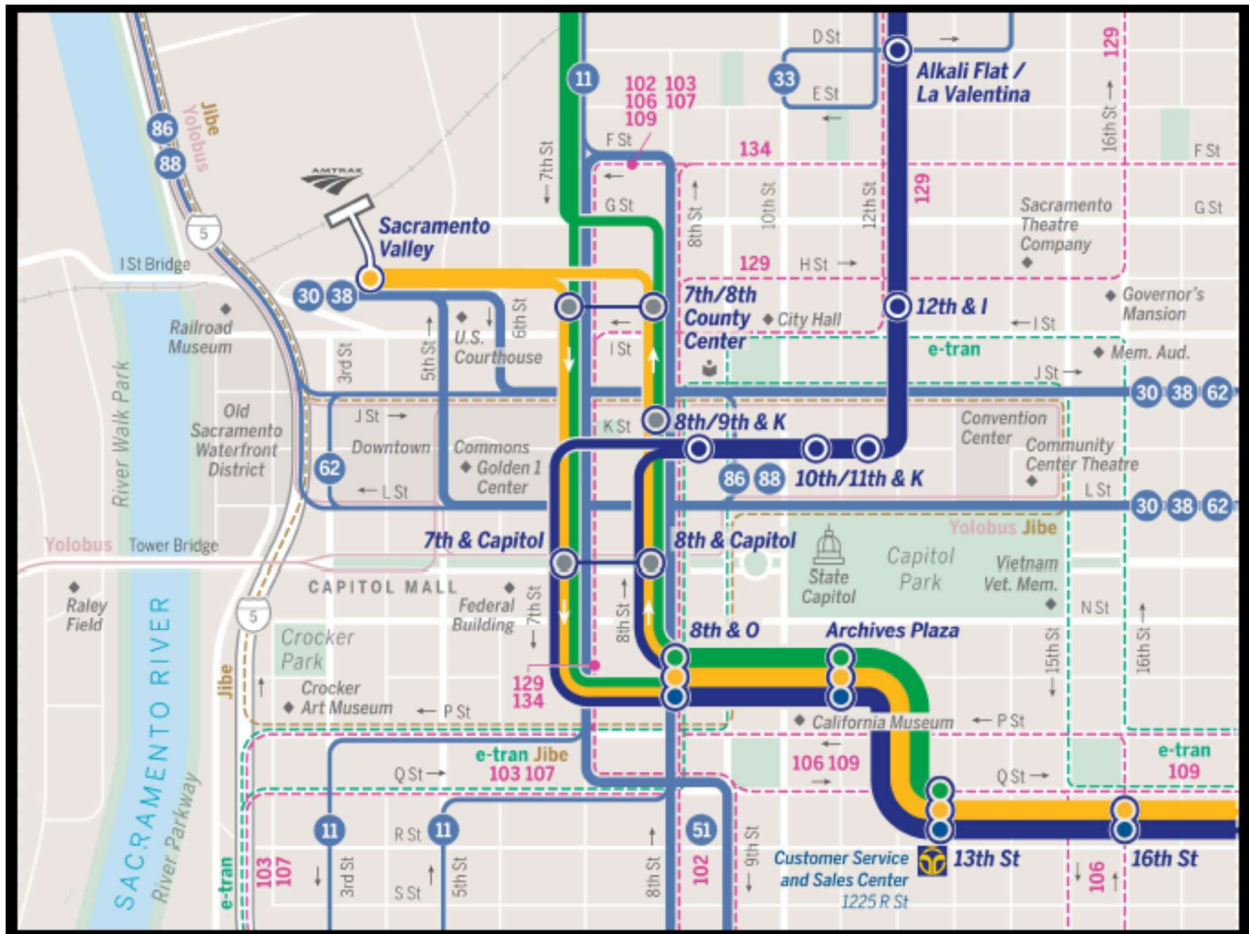 D St
Alkali Flat /
La Valentina
129
11
33
102 103
106 107
109
E St
16th St
Jibe
Yolobus
86
88
7th St
F St
134
F St
AMTRAK
G St
8th St
10th St
12th St
129
Sacramento
Theatre
Company
G St
Sacramento
Valley
5
I St Bridge
129
H St
30 38
7th/8th
County
Center
12th & I
Governor's
Mansion
Railroad
Museum
U.S.
Courthouse
6th St
City Hall
I St
I St
e-tran
Mem. Aud.
3rd St
5th St
J St
30 38 62
River Walk Park
Old
Sacramento
Waterfront
District
J St
K St
8th/9th & K
Convention
Center
Downtown
Commons
Golden 1
Center
62
10th/11th & K
Community
Center Theatre
86 88
L St
L St
30 38 62
Yolobus
Tower Bridge
7th & Capitol
8th & Capitol
Yolobus Jibe
State
Capitol
Capitol
Park
Vietnam
Vet. Mem.
CAPITOL MALL
Raley
Field
5
Federal
Building
7th St
8th St
N St
Crocker
Park
8th & O
Archives Plaza
15th St
16th St
SACRAMENTO RIVER
Jibe
129
134
Crocker
Art Museum
P St
California Museum
P St
e-tran Jibe
103 107
Q St
106 109
Q St
e-tran
109
River Parkway
11
R St
11
51
9th St
13th St
16th St
Customer Service
and Sales Center
1225 R St
e-tran
103
107
3rd St
S St
5th St
8th St
102
106